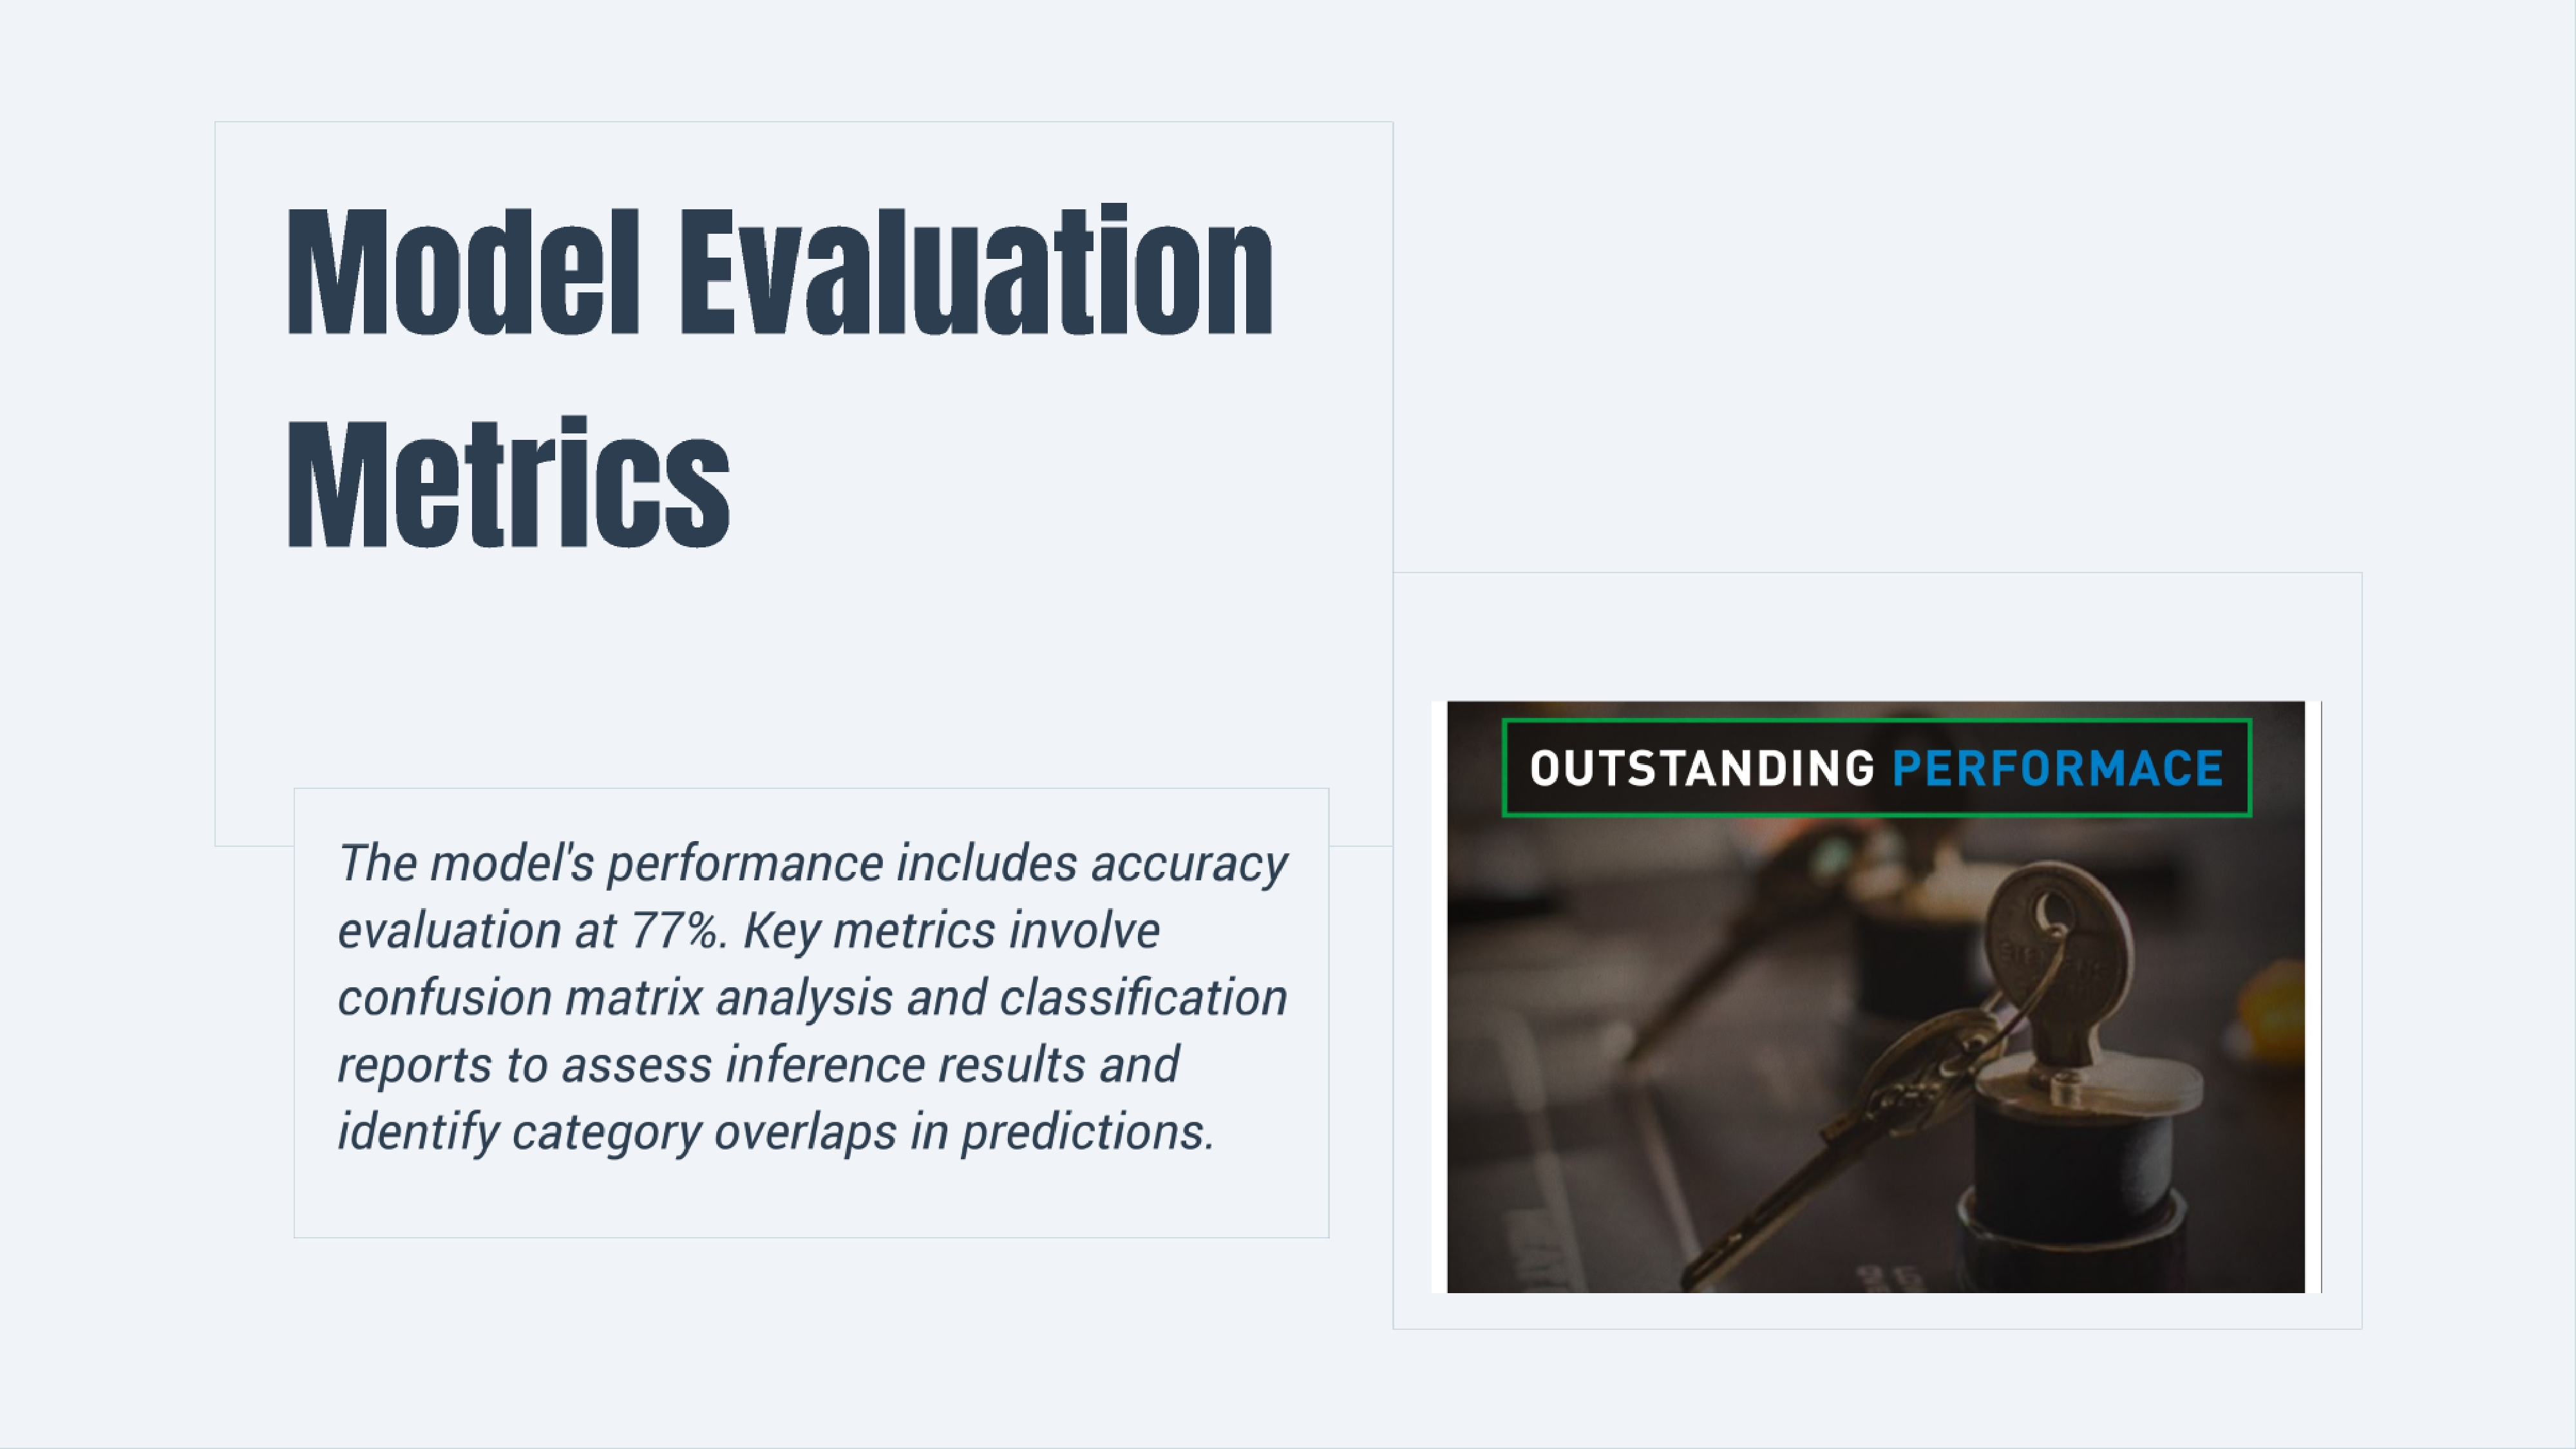 Model Evaluation
Metrics
The model's performance includes accuracy
evaluation at 77%. Key metrics involve
confusion matrix analysis and classification
reports to assess inference results and
identify category overlaps in predictions.
OUTSTANDING PERFORMACE